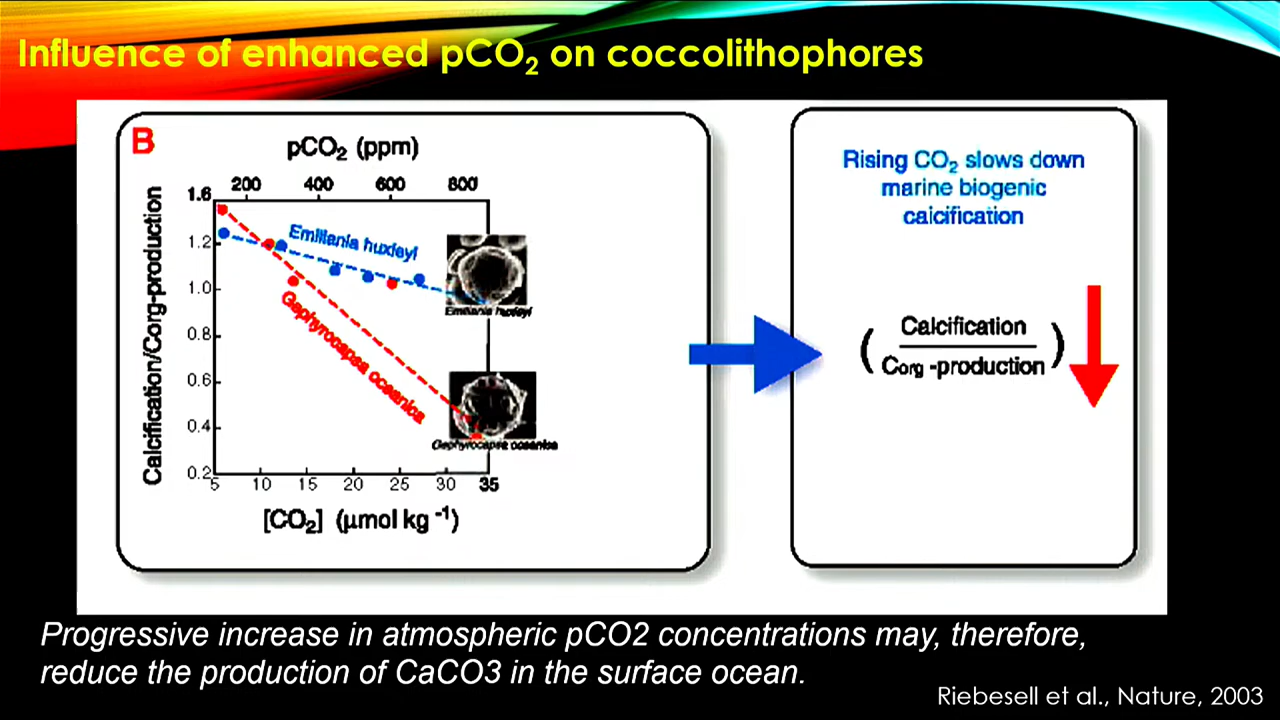 Influence of enhanced pCO₂ on coccolithophores
B
pCO₂ (ppm)
200 400 600 800
1.6
1.2
1.0
0.8
0.6
0.4
0.2
Calcification/Corg-production
Emiliania huxleyi
Gephyrocapsa oceanica
Emiliania huxleyi
Gephyrocapsa oceanica
5 10 15 20 25 30 35
[CO₂] (μmol kg ⁻¹)
Rising CO₂ slows down
marine biogenic
calcification
( Calcification
Corg -production )
Progressive increase in atmospheric pCO2 concentrations may, therefore,
reduce the production of CaCO3 in the surface ocean.
Riebesell et al., Nature, 2003